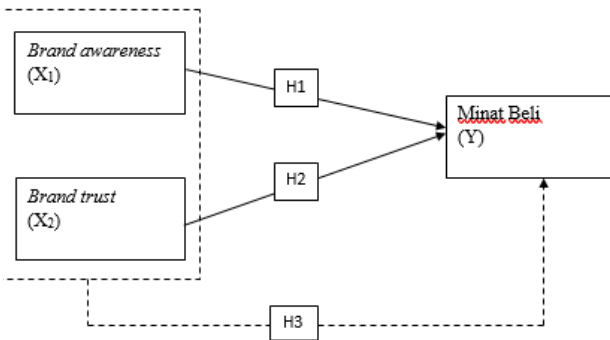 Brand awareness
(X₁)
H1
Minat Beli
(Y)
H2
Brand trust
(X₂)
H3